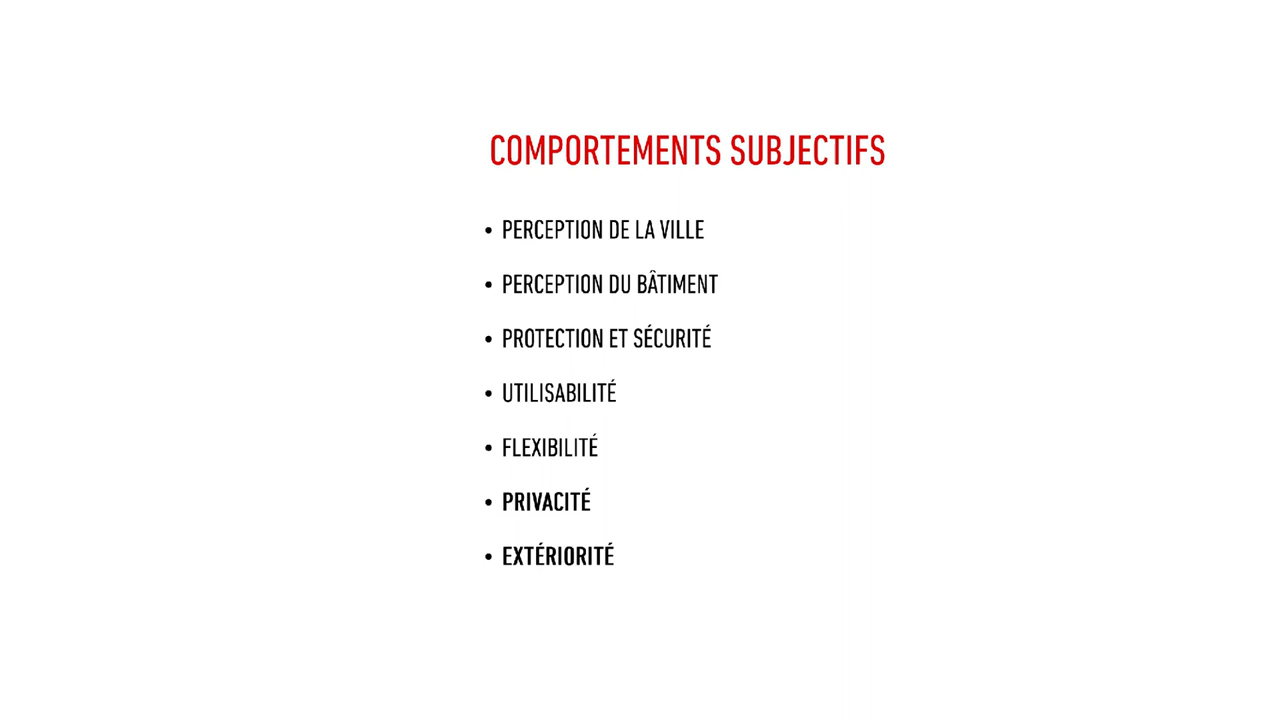 COMPORTEMENTS SUBJECTIFS
• PERCEPTION DE LA VILLE
• PERCEPTION DU BÂTIMENT
• PROTECTION ET SÉCURITÉ
• UTILISABILITÉ
• FLEXIBILITÉ
• PRIVACITÉ
• EXTÉRIORITÉ